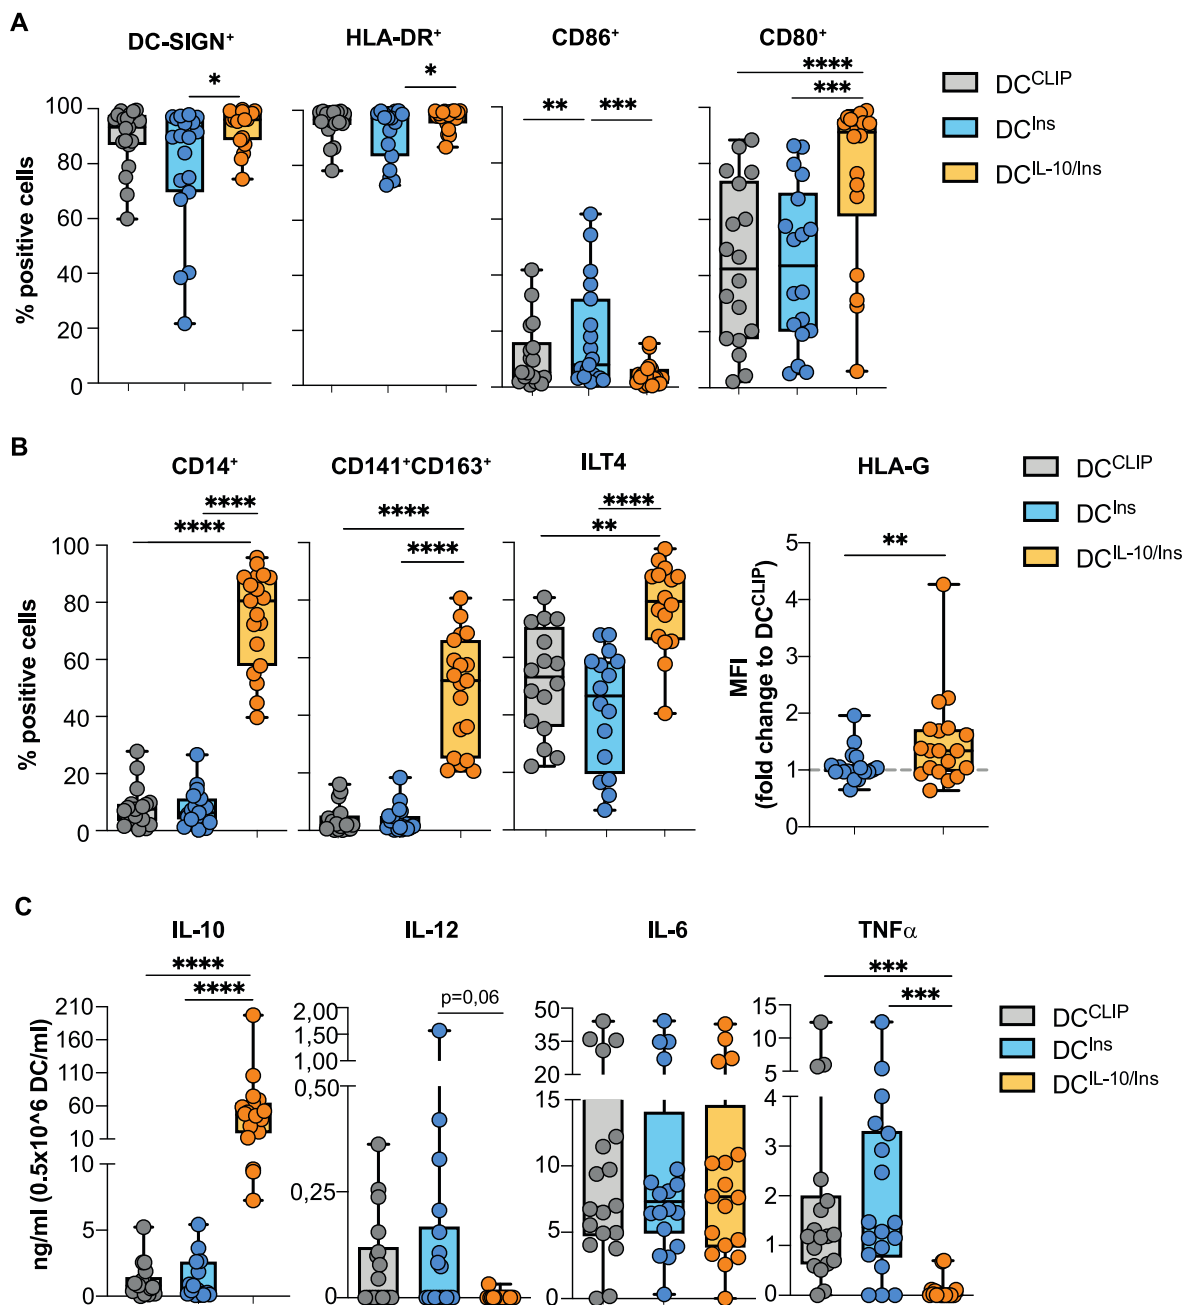 A
DC-SIGN⁺ HLA-DR⁺ CD86⁺ CD80⁺
* * ** *** **** ***
DC^CLIP
DC^Ins
DC^IL-10/Ins
% positive cells
100
80
60
40
20
0
B
CD14⁺ CD141⁺CD163⁺ ILT4 HLA-G
**** **** **** **** **** ** **
DC^CLIP
DC^Ins
DC^IL-10/Ins
% positive cells
100
80
60
40
20
0
MFI
(fold change to DC^CLIP)
5
4
3
2
1
0
C
IL-10 IL-12 IL-6 TNFα
**** **** p=0,06 *** ***
DC^CLIP
DC^Ins
DC^IL-10/Ins
ng/ml (0.5x10^6 DC/ml)
210
160
110
60
10
10
5
0
2,00
1,50
1,00
0,50
0,25
0
50
35
20
15
10
5
0
15
10
5
4
3
2
1
0